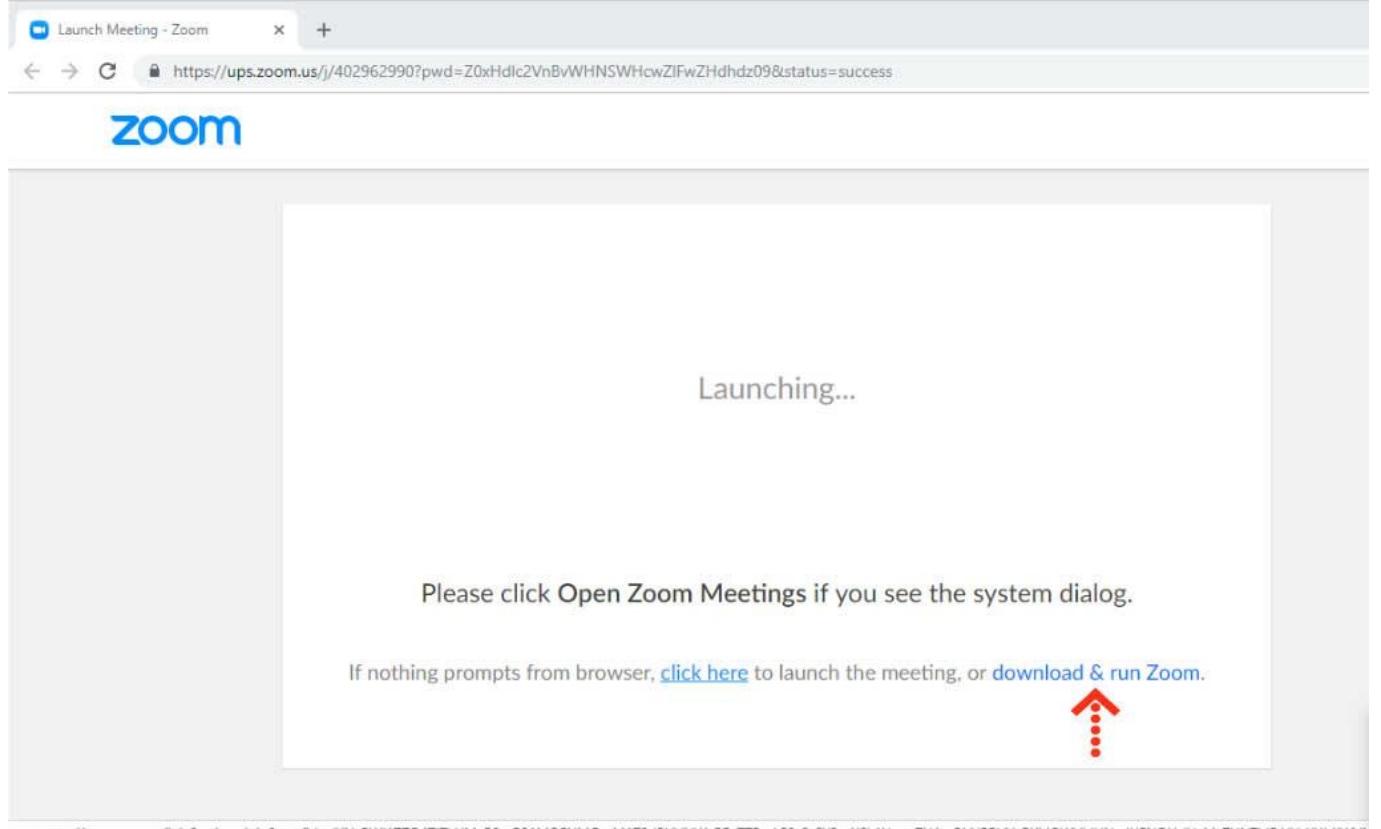 Launch Meeting - Zoom
https://ups.zoom.us/j/402962990?pwd=Z0xHdlc2VnBvWHNSWHcwZlFwZHdhdz09&status=success
zoom
Launching...
Please click Open Zoom Meetings if you see the system dialog.
If nothing prompts from browser, click here to launch the meeting, or download & run Zoom.